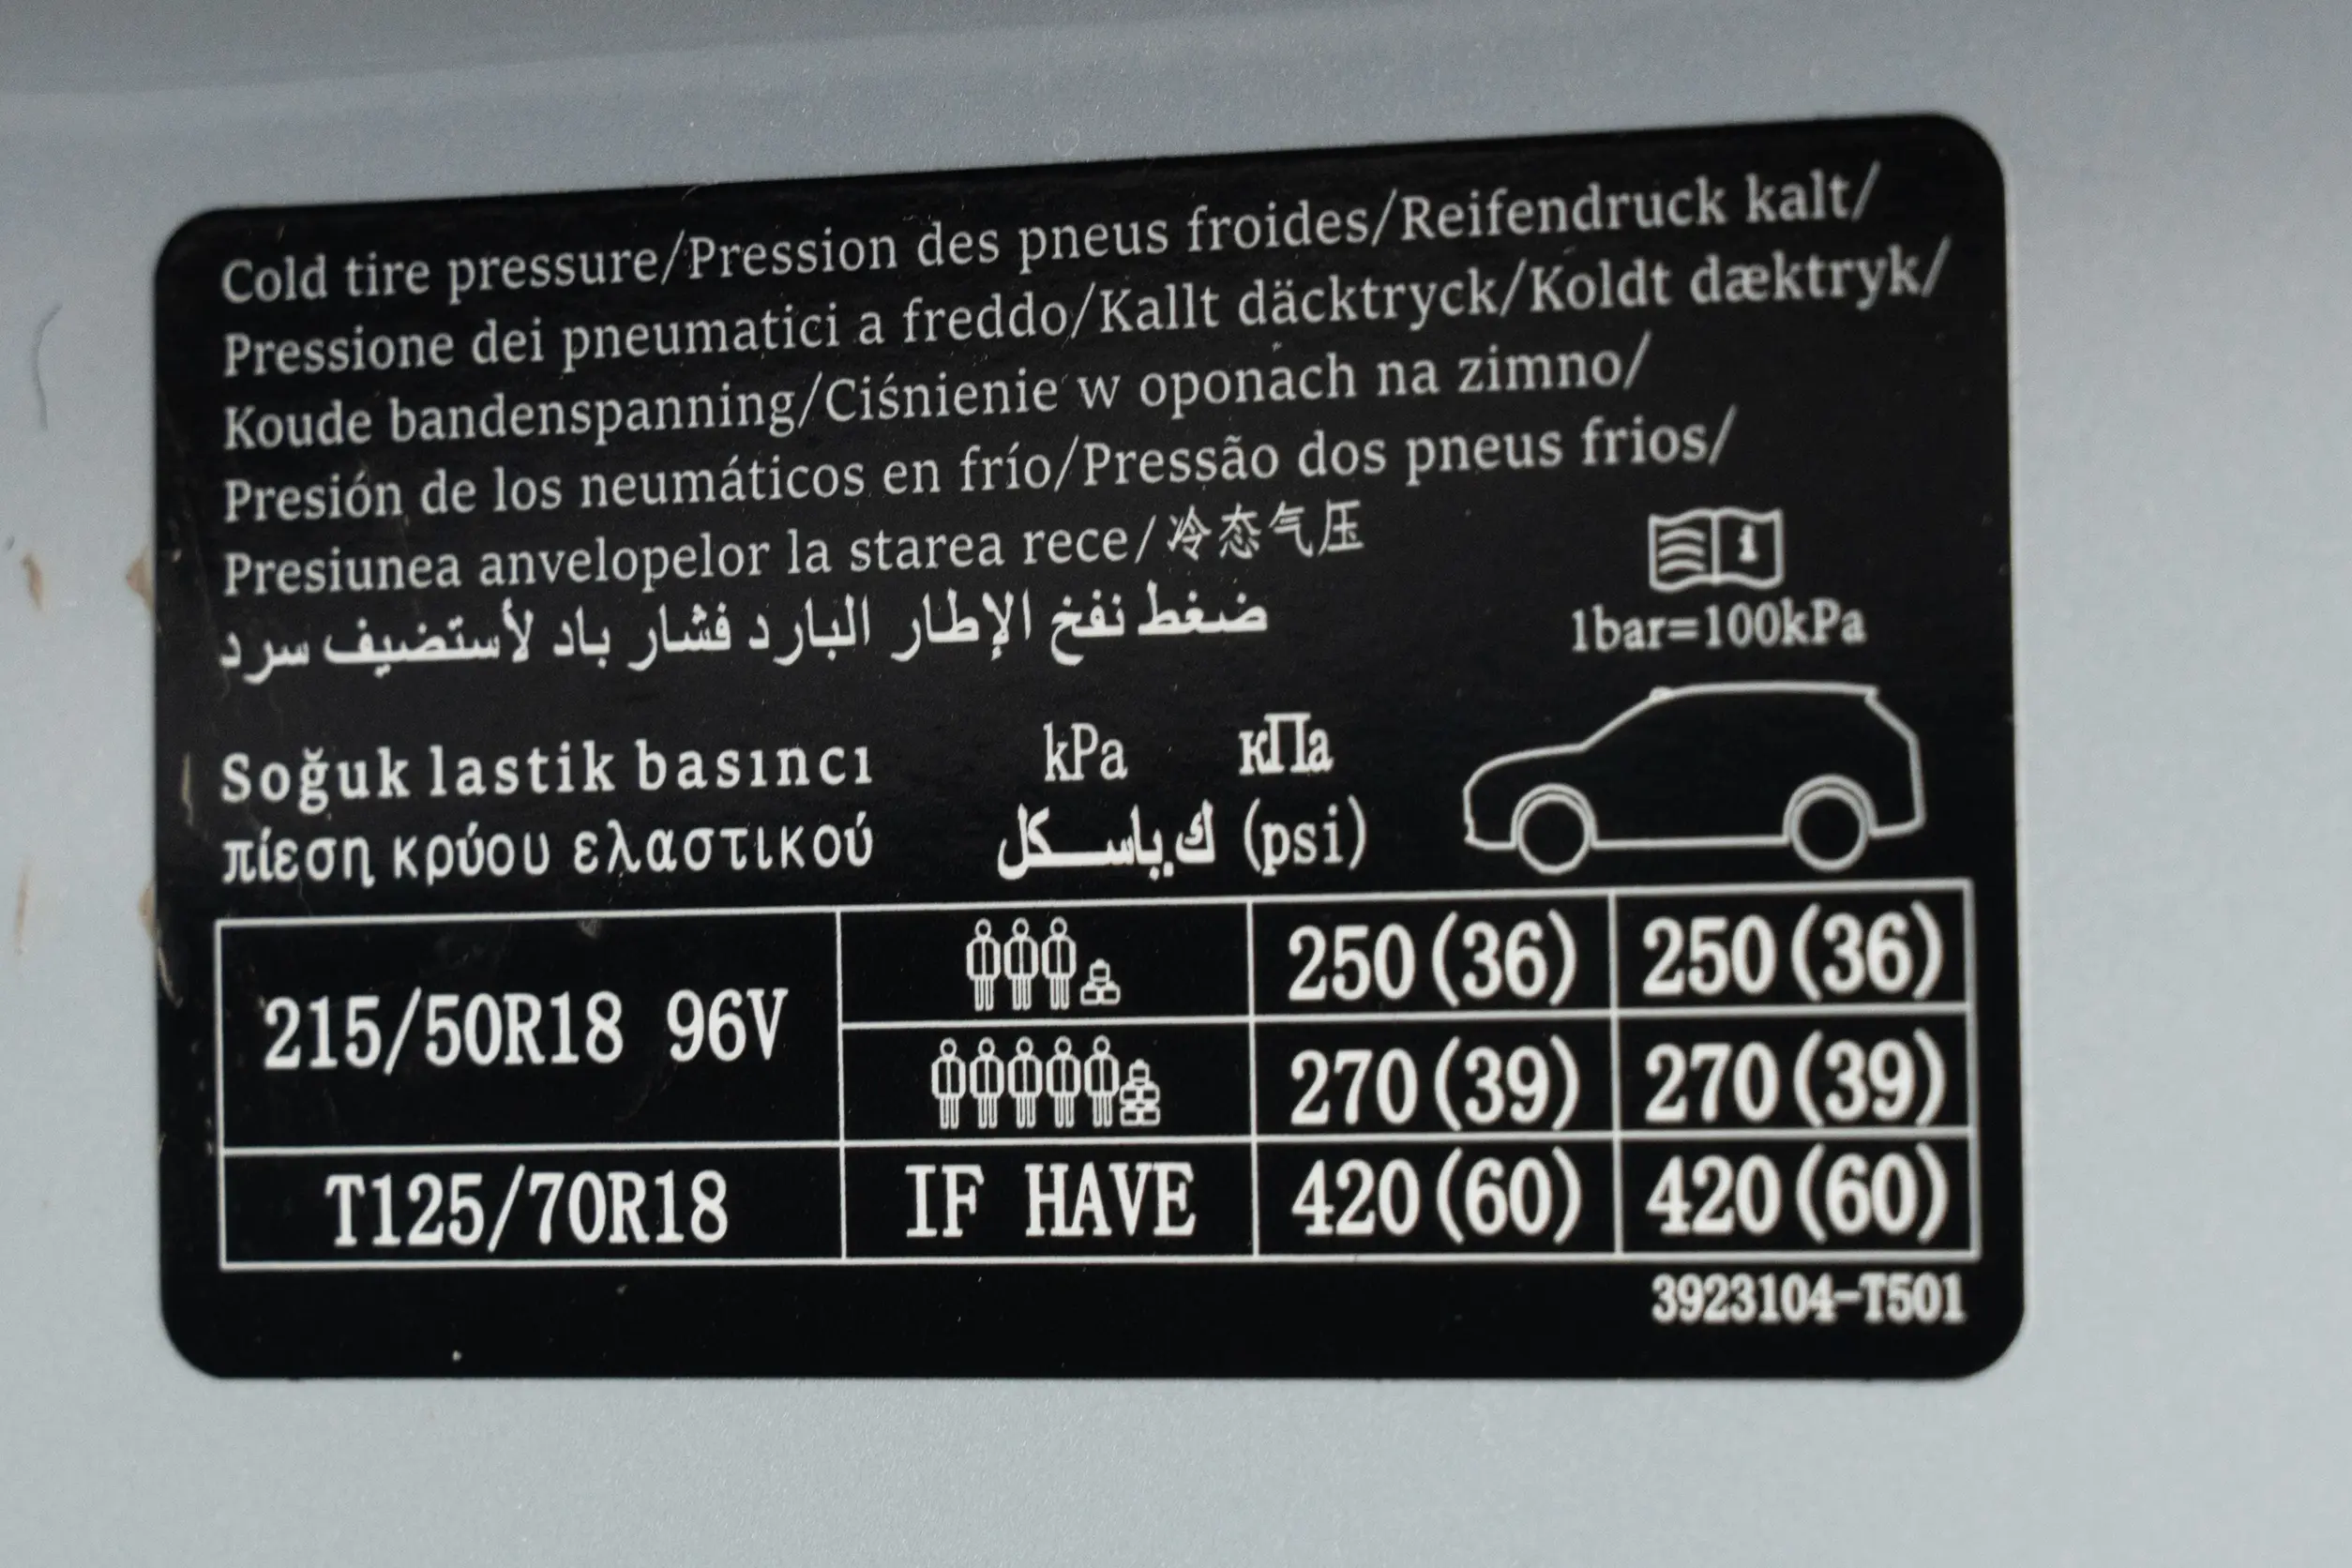 Cold tire pressure/Pression des pneus froides/Reifendruck kalt/
Pressione dei pneumatici a freddo/Kallt däcktryck/Koldt dæktryk/
Koude bandenspanning/Ciśnienie w oponach na zimno/
Presión de los neumáticos en frío/Pressão dos pneus frios/
Presiunea anvelopelor la starea rece/冷态气压
ضغط نفخ الإطار البارد فشار باد لأستضيف سرد
i
1bar=100kPa
Soğuk lastik basıncı kPa кПа
πίεση κρύου ελαστικού ك.باسكل (psi)
215/50R18 96V 250(36) 250(36)
270(39) 270(39)
T125/70R18 IF HAVE 420(60) 420(60)
3923104-T501